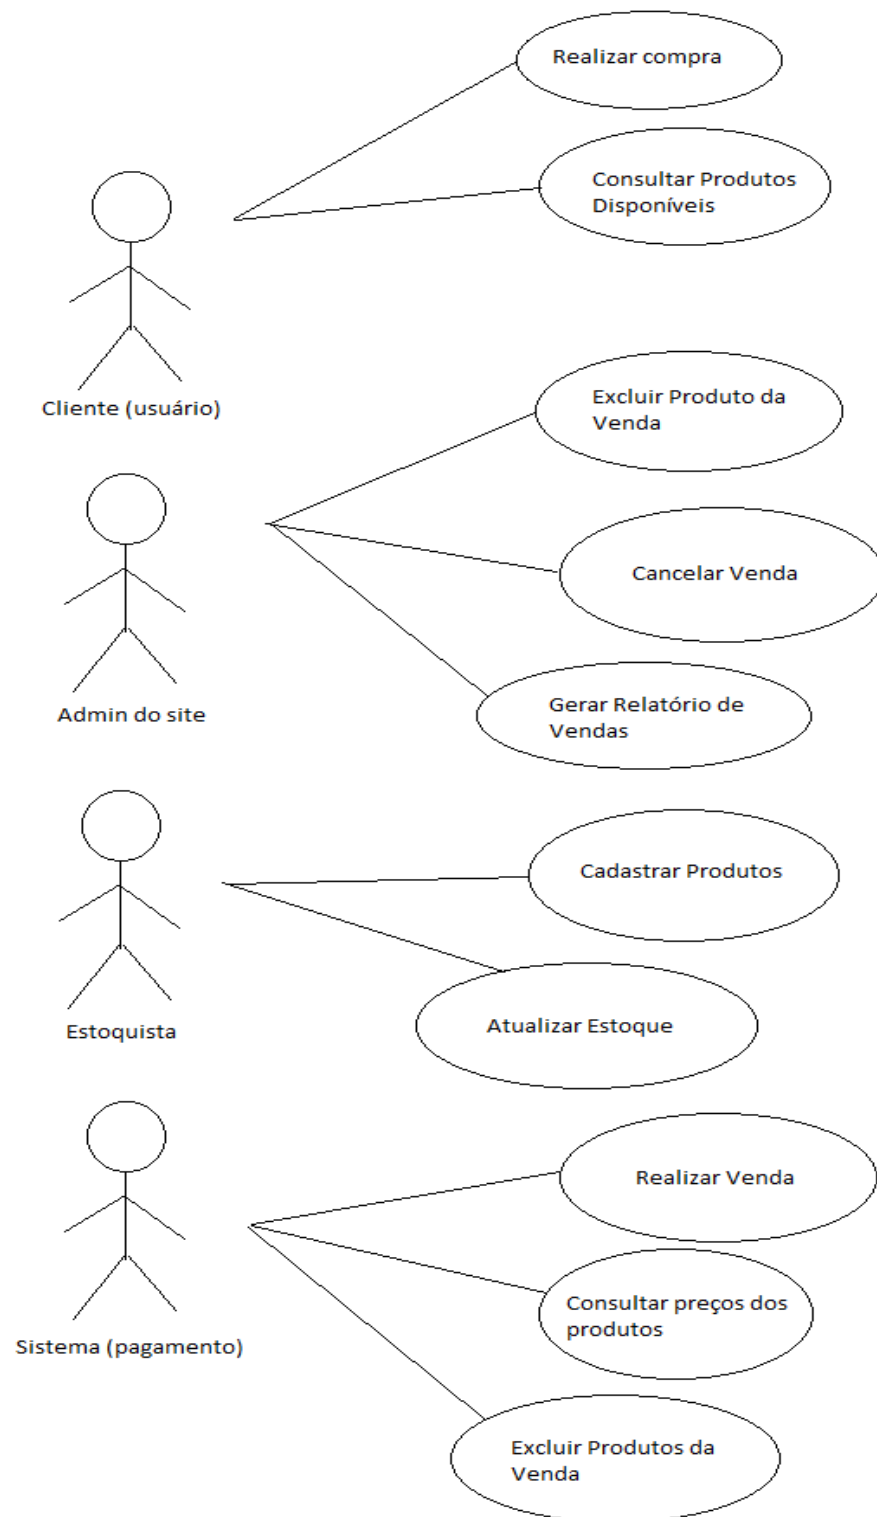 Realizar compra
Consultar Produtos
Disponíveis
Cliente (usuário)
Excluir Produto da
Venda
Cancelar Venda
Gerar Relatório de
Vendas
Admin do site
Cadastrar Produtos
Atualizar Estoque
Estoquista
Realizar Venda
Consultar preços dos
produtos
Sistema (pagamento)
Excluir Produtos da
Venda